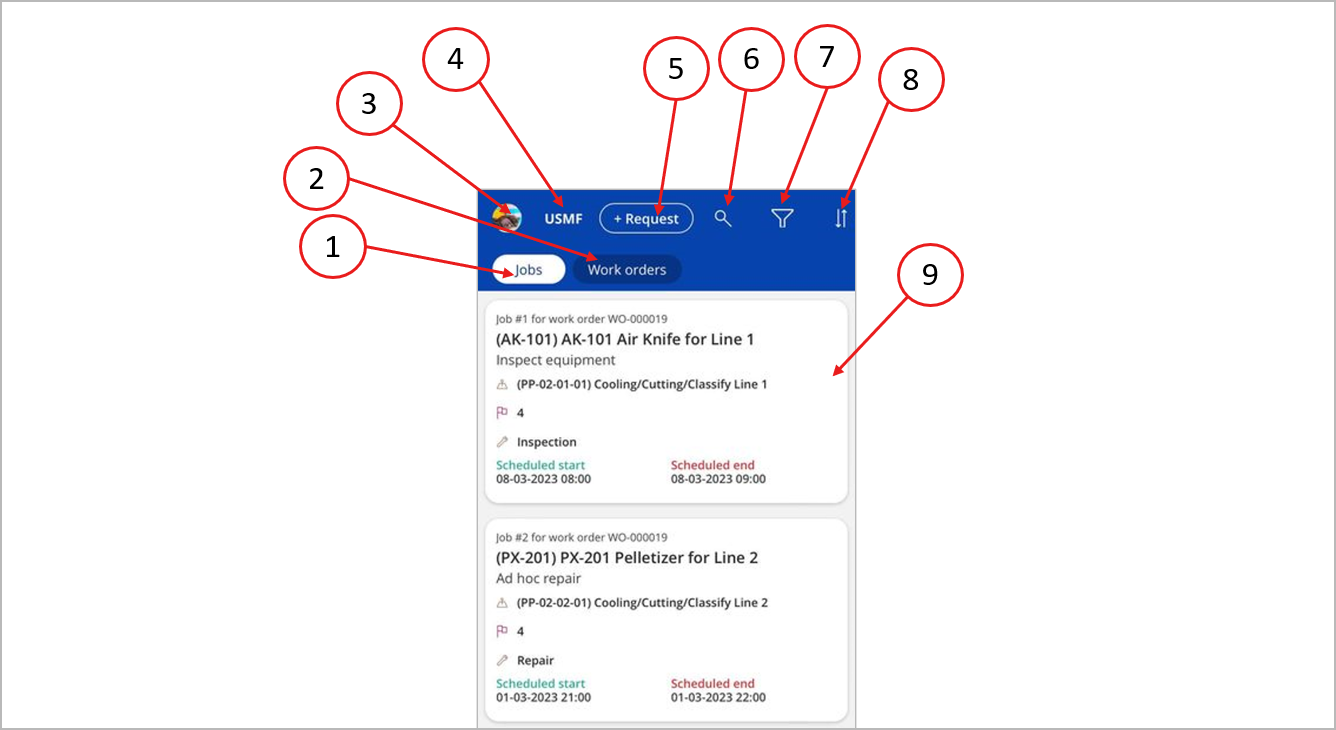 4
5
6
7
8
3
2
1
9
USMF
+ Request
Jobs
Work orders
Job #1 for work order WO-000019
(AK-101) AK-101 Air Knife for Line 1
Inspect equipment
(PP-02-01-01) Cooling/Cutting/Classify Line 1
4
Inspection
Scheduled start Scheduled end
08-03-2023 08:00 08-03-2023 09:00
Job #2 for work order WO-000019
(PX-201) PX-201 Pelletizer for Line 2
Ad hoc repair
(PP-02-02-01) Cooling/Cutting/Classify Line 2
4
Repair
Scheduled start Scheduled end
01-03-2023 21:00 01-03-2023 22:00